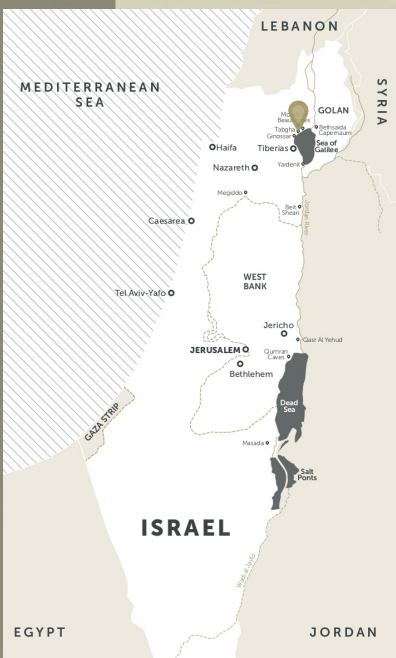 LEBANON
MEDITERRANEAN
SEA
SYRIA
GOLAN
Tabgha
Ginossar
Bethsaida
Capernaum
Haifa
Tiberias
Sea of
Galilee
Nazareth
Yardenit
Megiddo
Beit
Shean
Jordan River
Caesarea
WEST
BANK
Tel Aviv-Yafo
Jericho
Qasr Al Yehud
JERUSALEM
Qumran
Caves
Bethlehem
Dead
Sea
GAZA STRIP
Masada
Salt
Ponts
ISRAEL
EGYPT
JORDAN